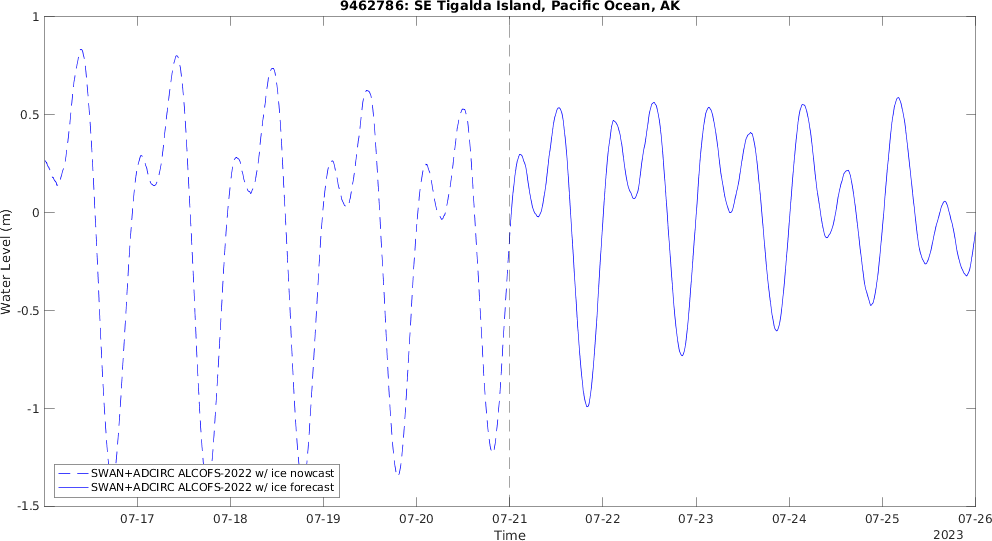 9462786: SE Tigalda Island, Pacific Ocean, AK
1
0.5
0
-0.5
-1
-1.5
Water Level (m)
SWAN+ADCIRC ALCOFS-2022 w/ ice nowcast
SWAN+ADCIRC ALCOFS-2022 w/ ice forecast
07-17 07-18 07-19 07-20 07-21 07-22 07-23 07-24 07-25 07-26
Time
2023